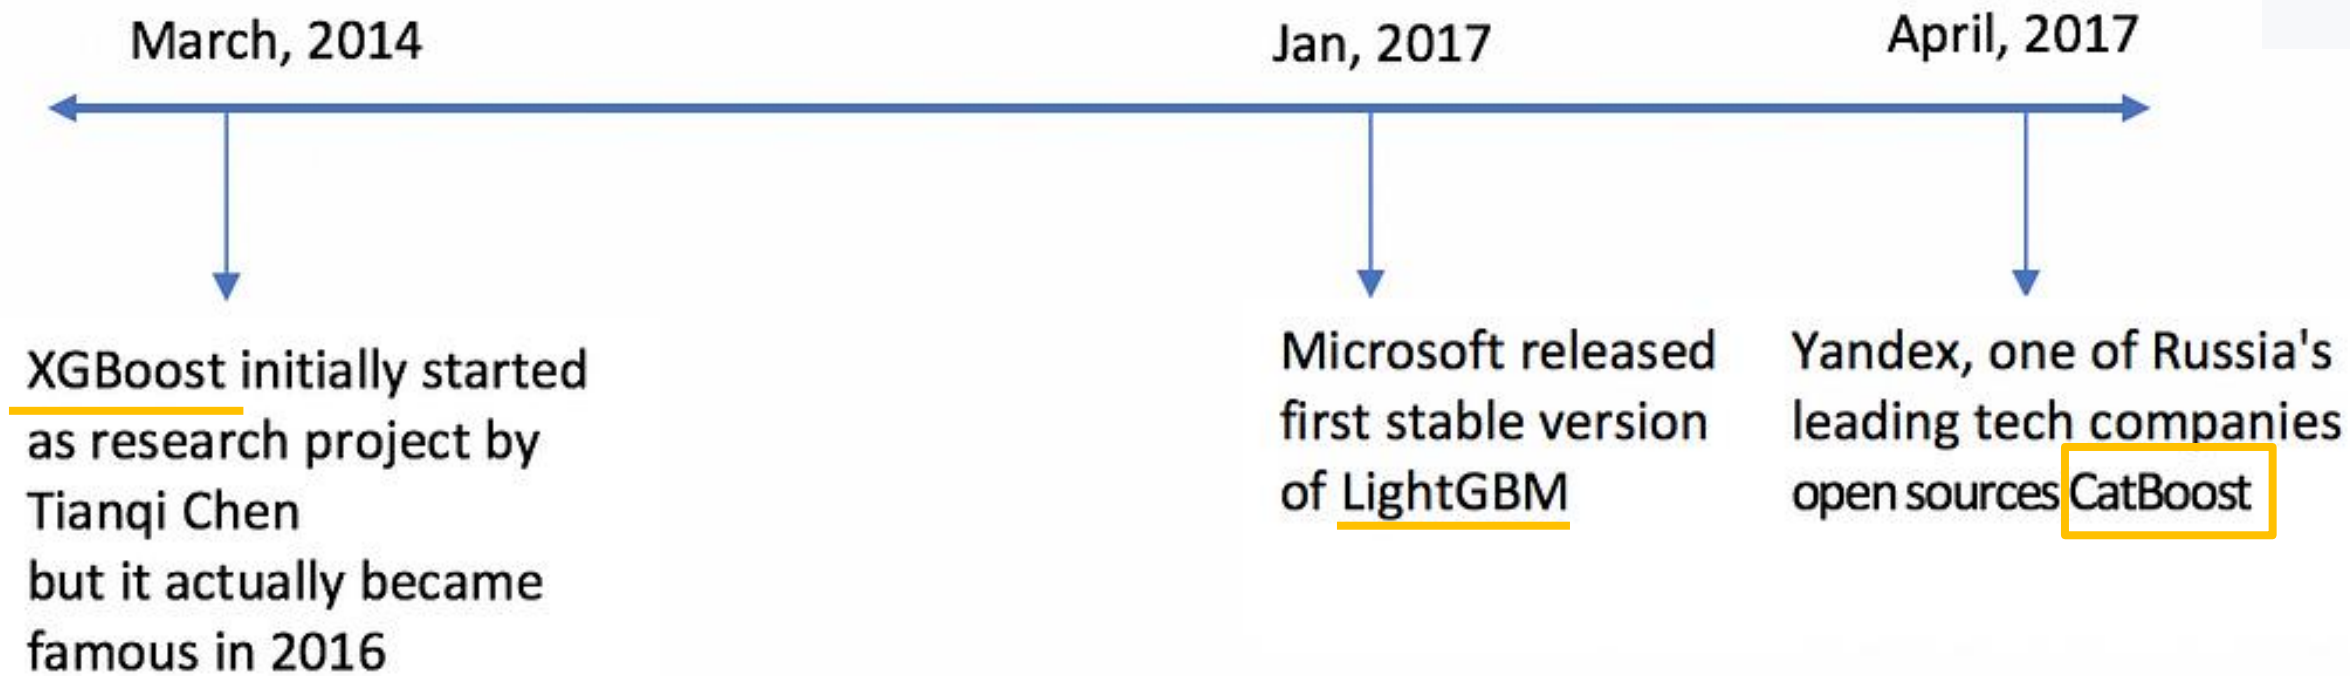 March, 2014
Jan, 2017
April, 2017
XGBoost initially started
as research project by
Tianqi Chen
but it actually became
famous in 2016
Microsoft released
first stable version
of LightGBM
Yandex, one of Russia's
leading tech companies
open sources CatBoost